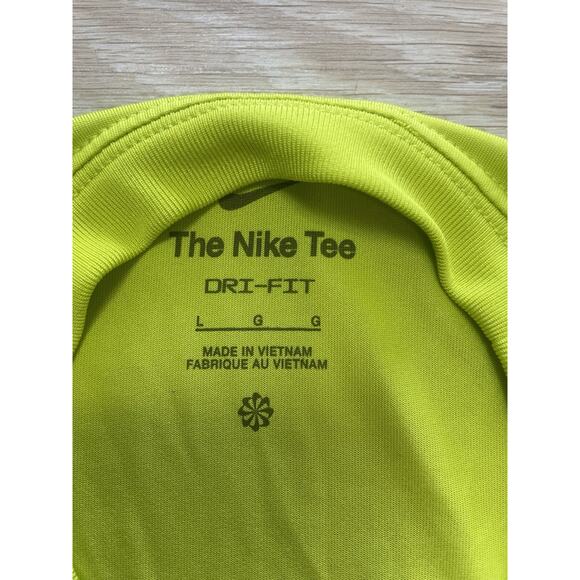 The Nike Tee
DRI-FIT
L G G
MADE IN VIETNAM
FABRIQUE AU VIETNAM